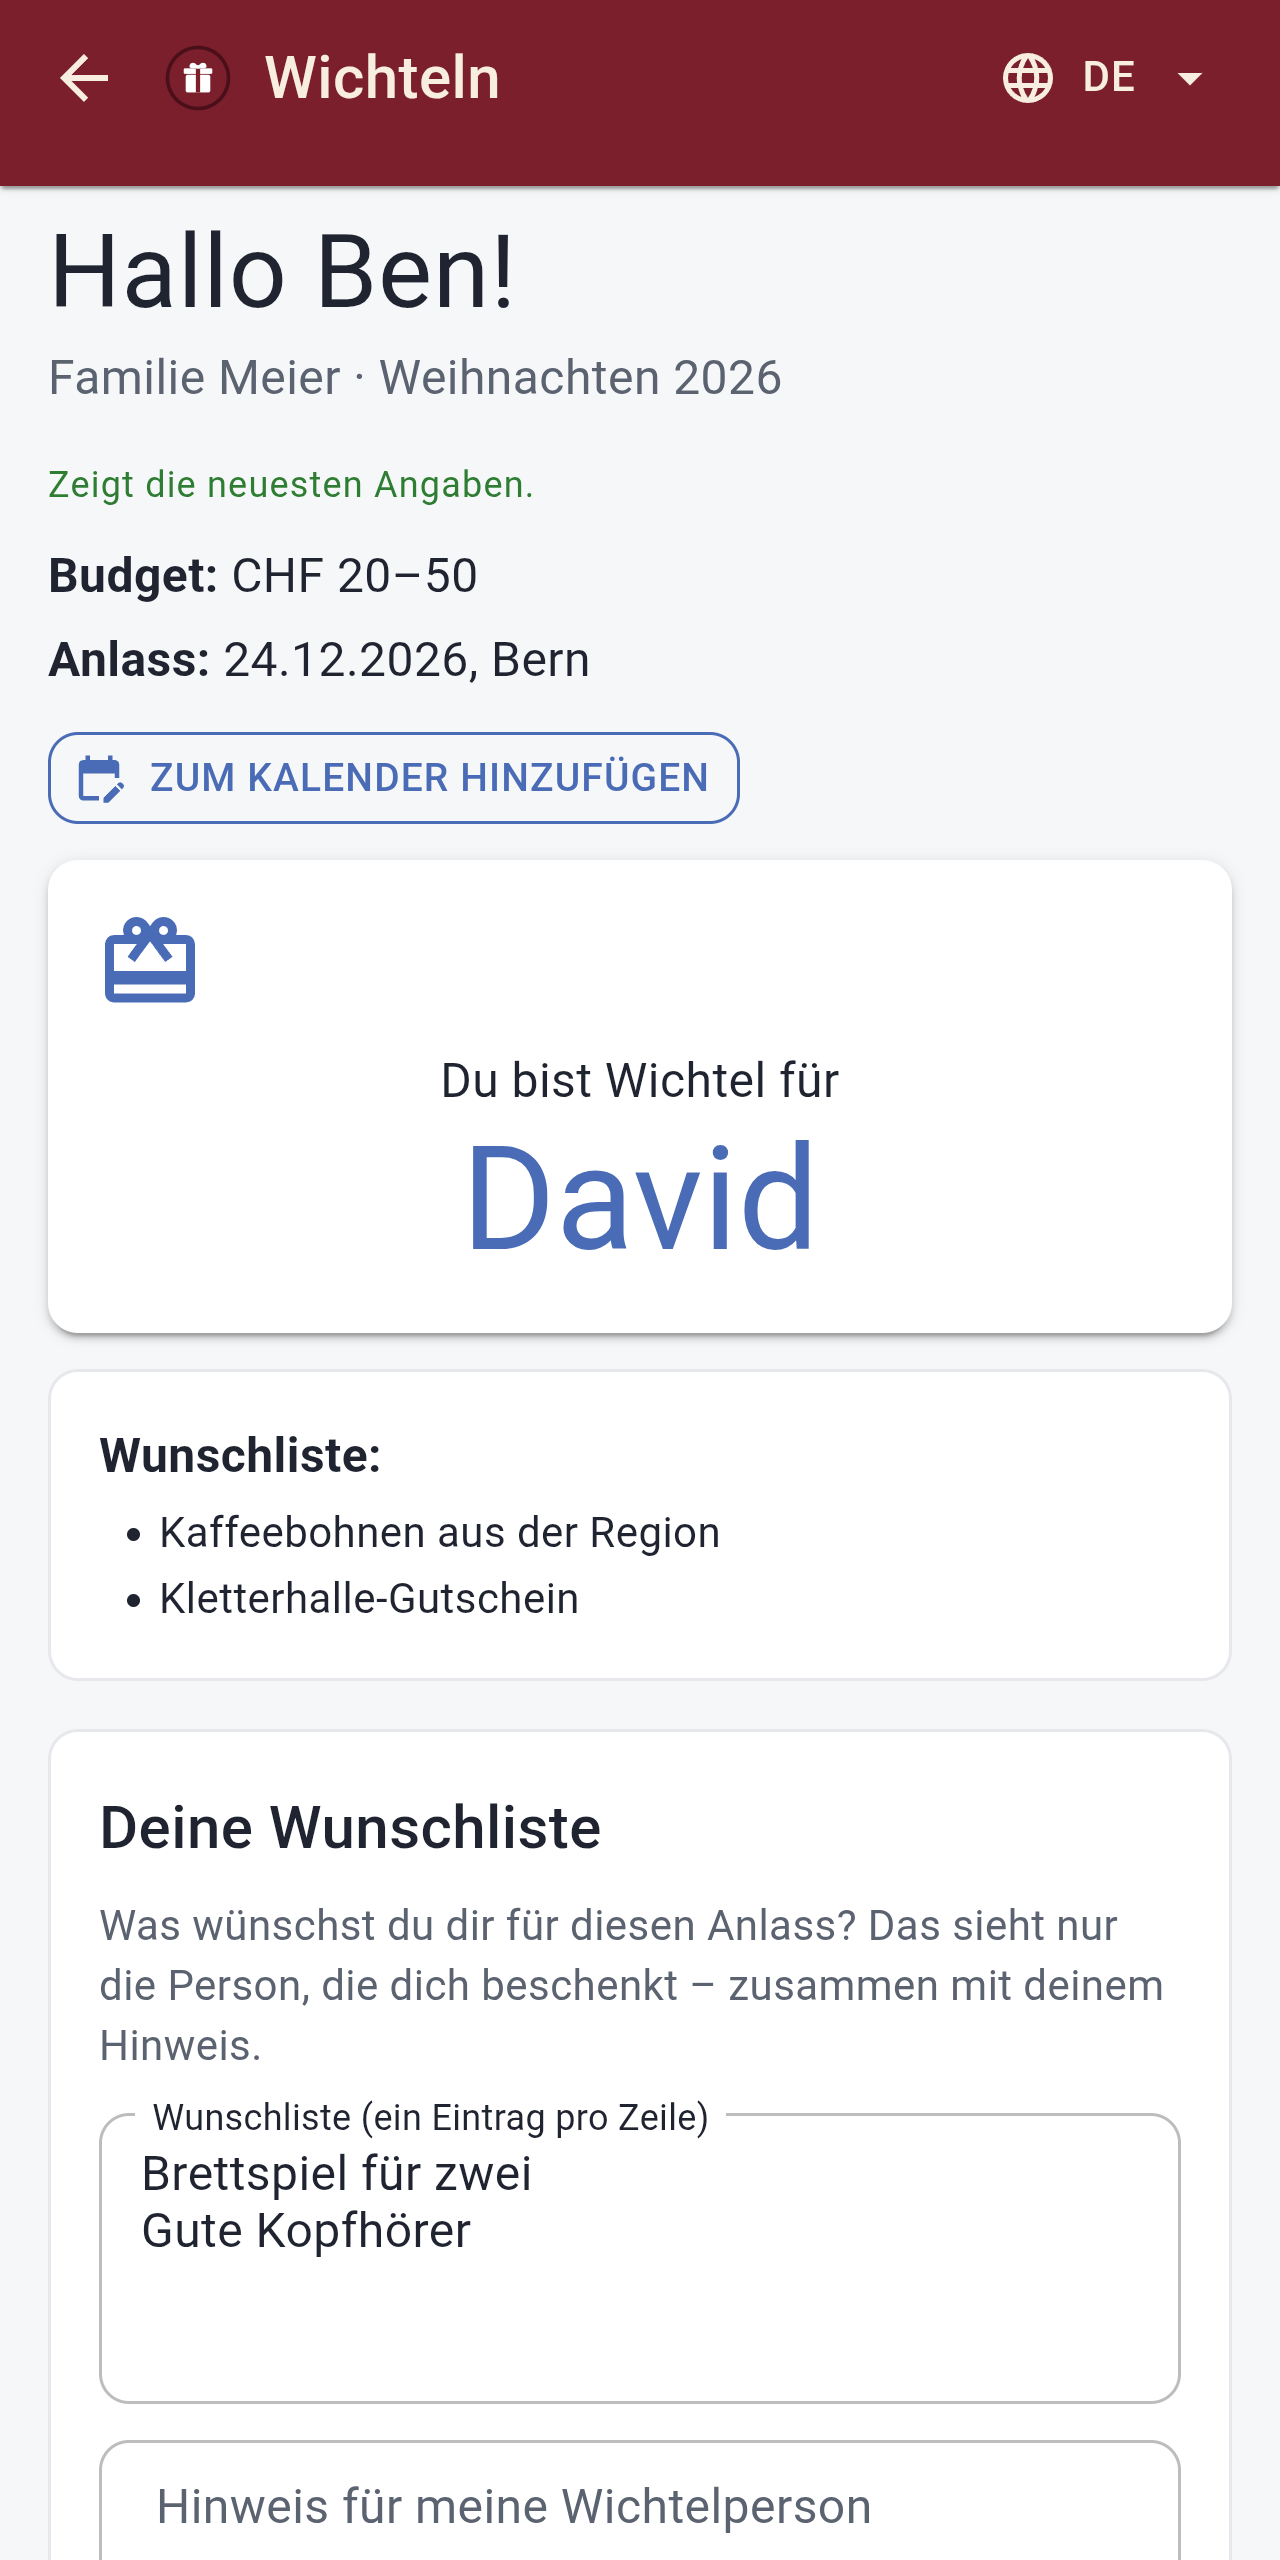 Wichteln
DE
Hallo Ben!
Familie Meier · Weihnachten 2026
Zeigt die neuesten Angaben.
Budget: CHF 20–50
Anlass: 24.12.2026, Bern
ZUM KALENDER HINZUFÜGEN
Du bist Wichtel für
David
Wunschliste:
• Kaffeebohnen aus der Region
• Kletterhalle-Gutschein
Deine Wunschliste
Was wünschst du dir für diesen Anlass? Das sieht nur
die Person, die dich beschenkt – zusammen mit deinem
Hinweis.
Wunschliste (ein Eintrag pro Zeile)
Brettspiel für zwei
Gute Kopfhörer
Hinweis für meine Wichtelperson